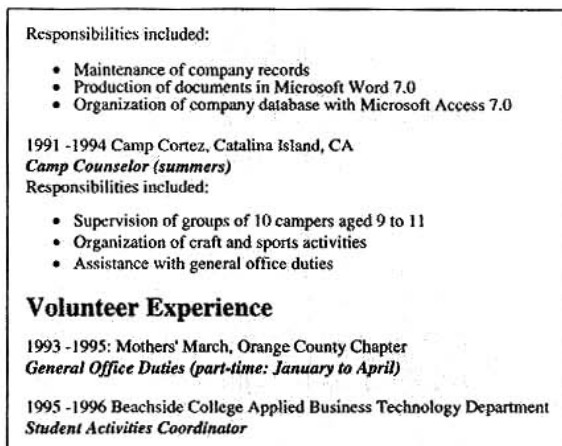 Responsibilities included:
• Maintenance of company records
• Production of documents in Microsoft Word 7.0
• Organization of company database with Microsoft Access 7.0
1991 -1994 Camp Cortez, Catalina Island, CA
Camp Counselor (summers)
Responsibilities included:
• Supervision of groups of 10 campers aged 9 to 11
• Organization of craft and sports activities
• Assistance with general office duties
Volunteer Experience
1993 -1995: Mothers' March, Orange County Chapter
General Office Duties (part-time: January to April)
1995 -1996 Beachside College Applied Business Technology Department
Student Activities Coordinator